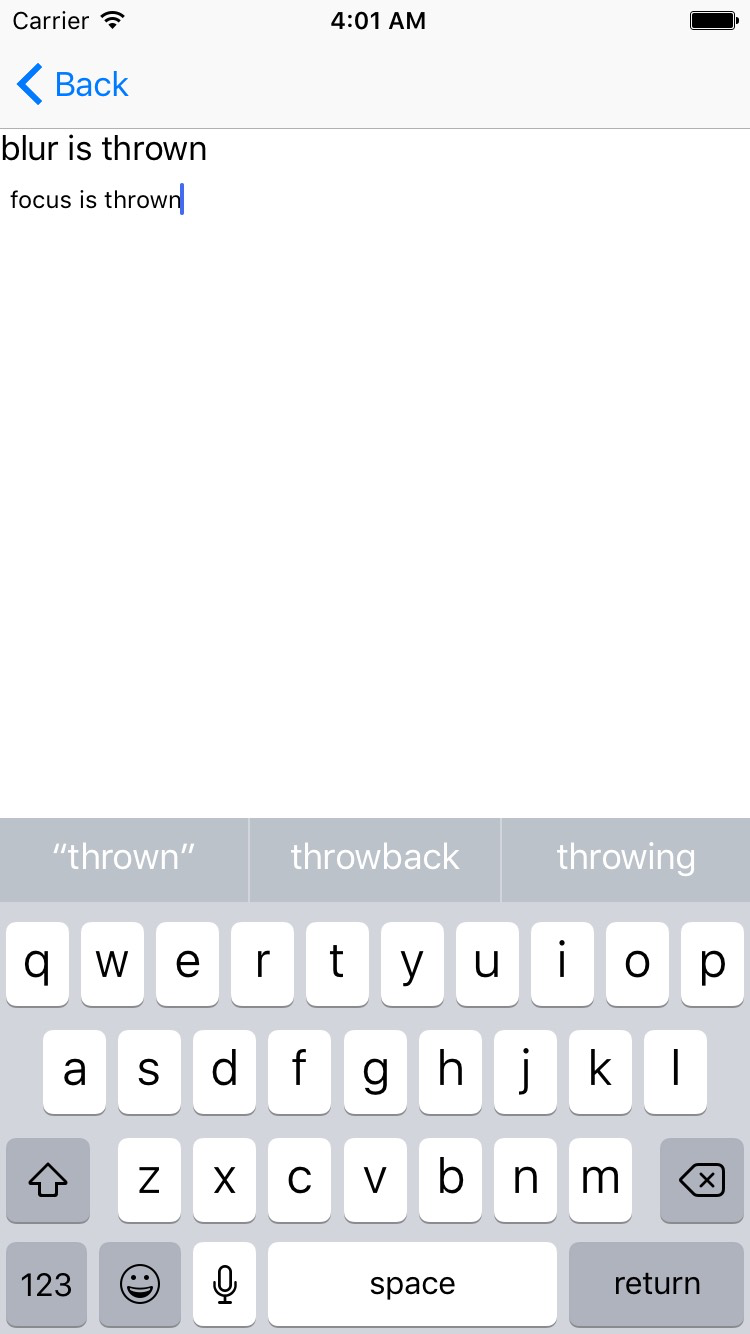 Carrier 4:01 AM
Back
blur is thrown
focus is thrown
“thrown” throwback throwing
q w e r t y u i o p
a s d f g h j k l
z x c v b n m
123 space return